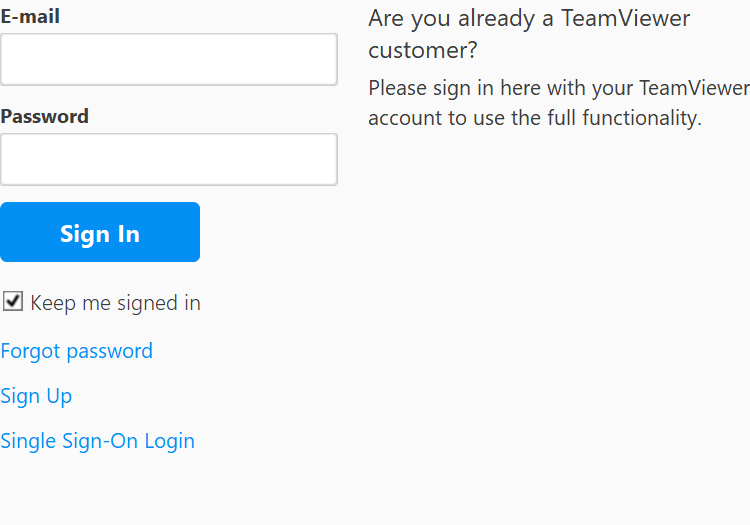 E-mail
Password
Sign In
Keep me signed in
Forgot password
Sign Up
Single Sign-On Login
Are you already a TeamViewer
customer?
Please sign in here with your TeamViewer
account to use the full functionality.